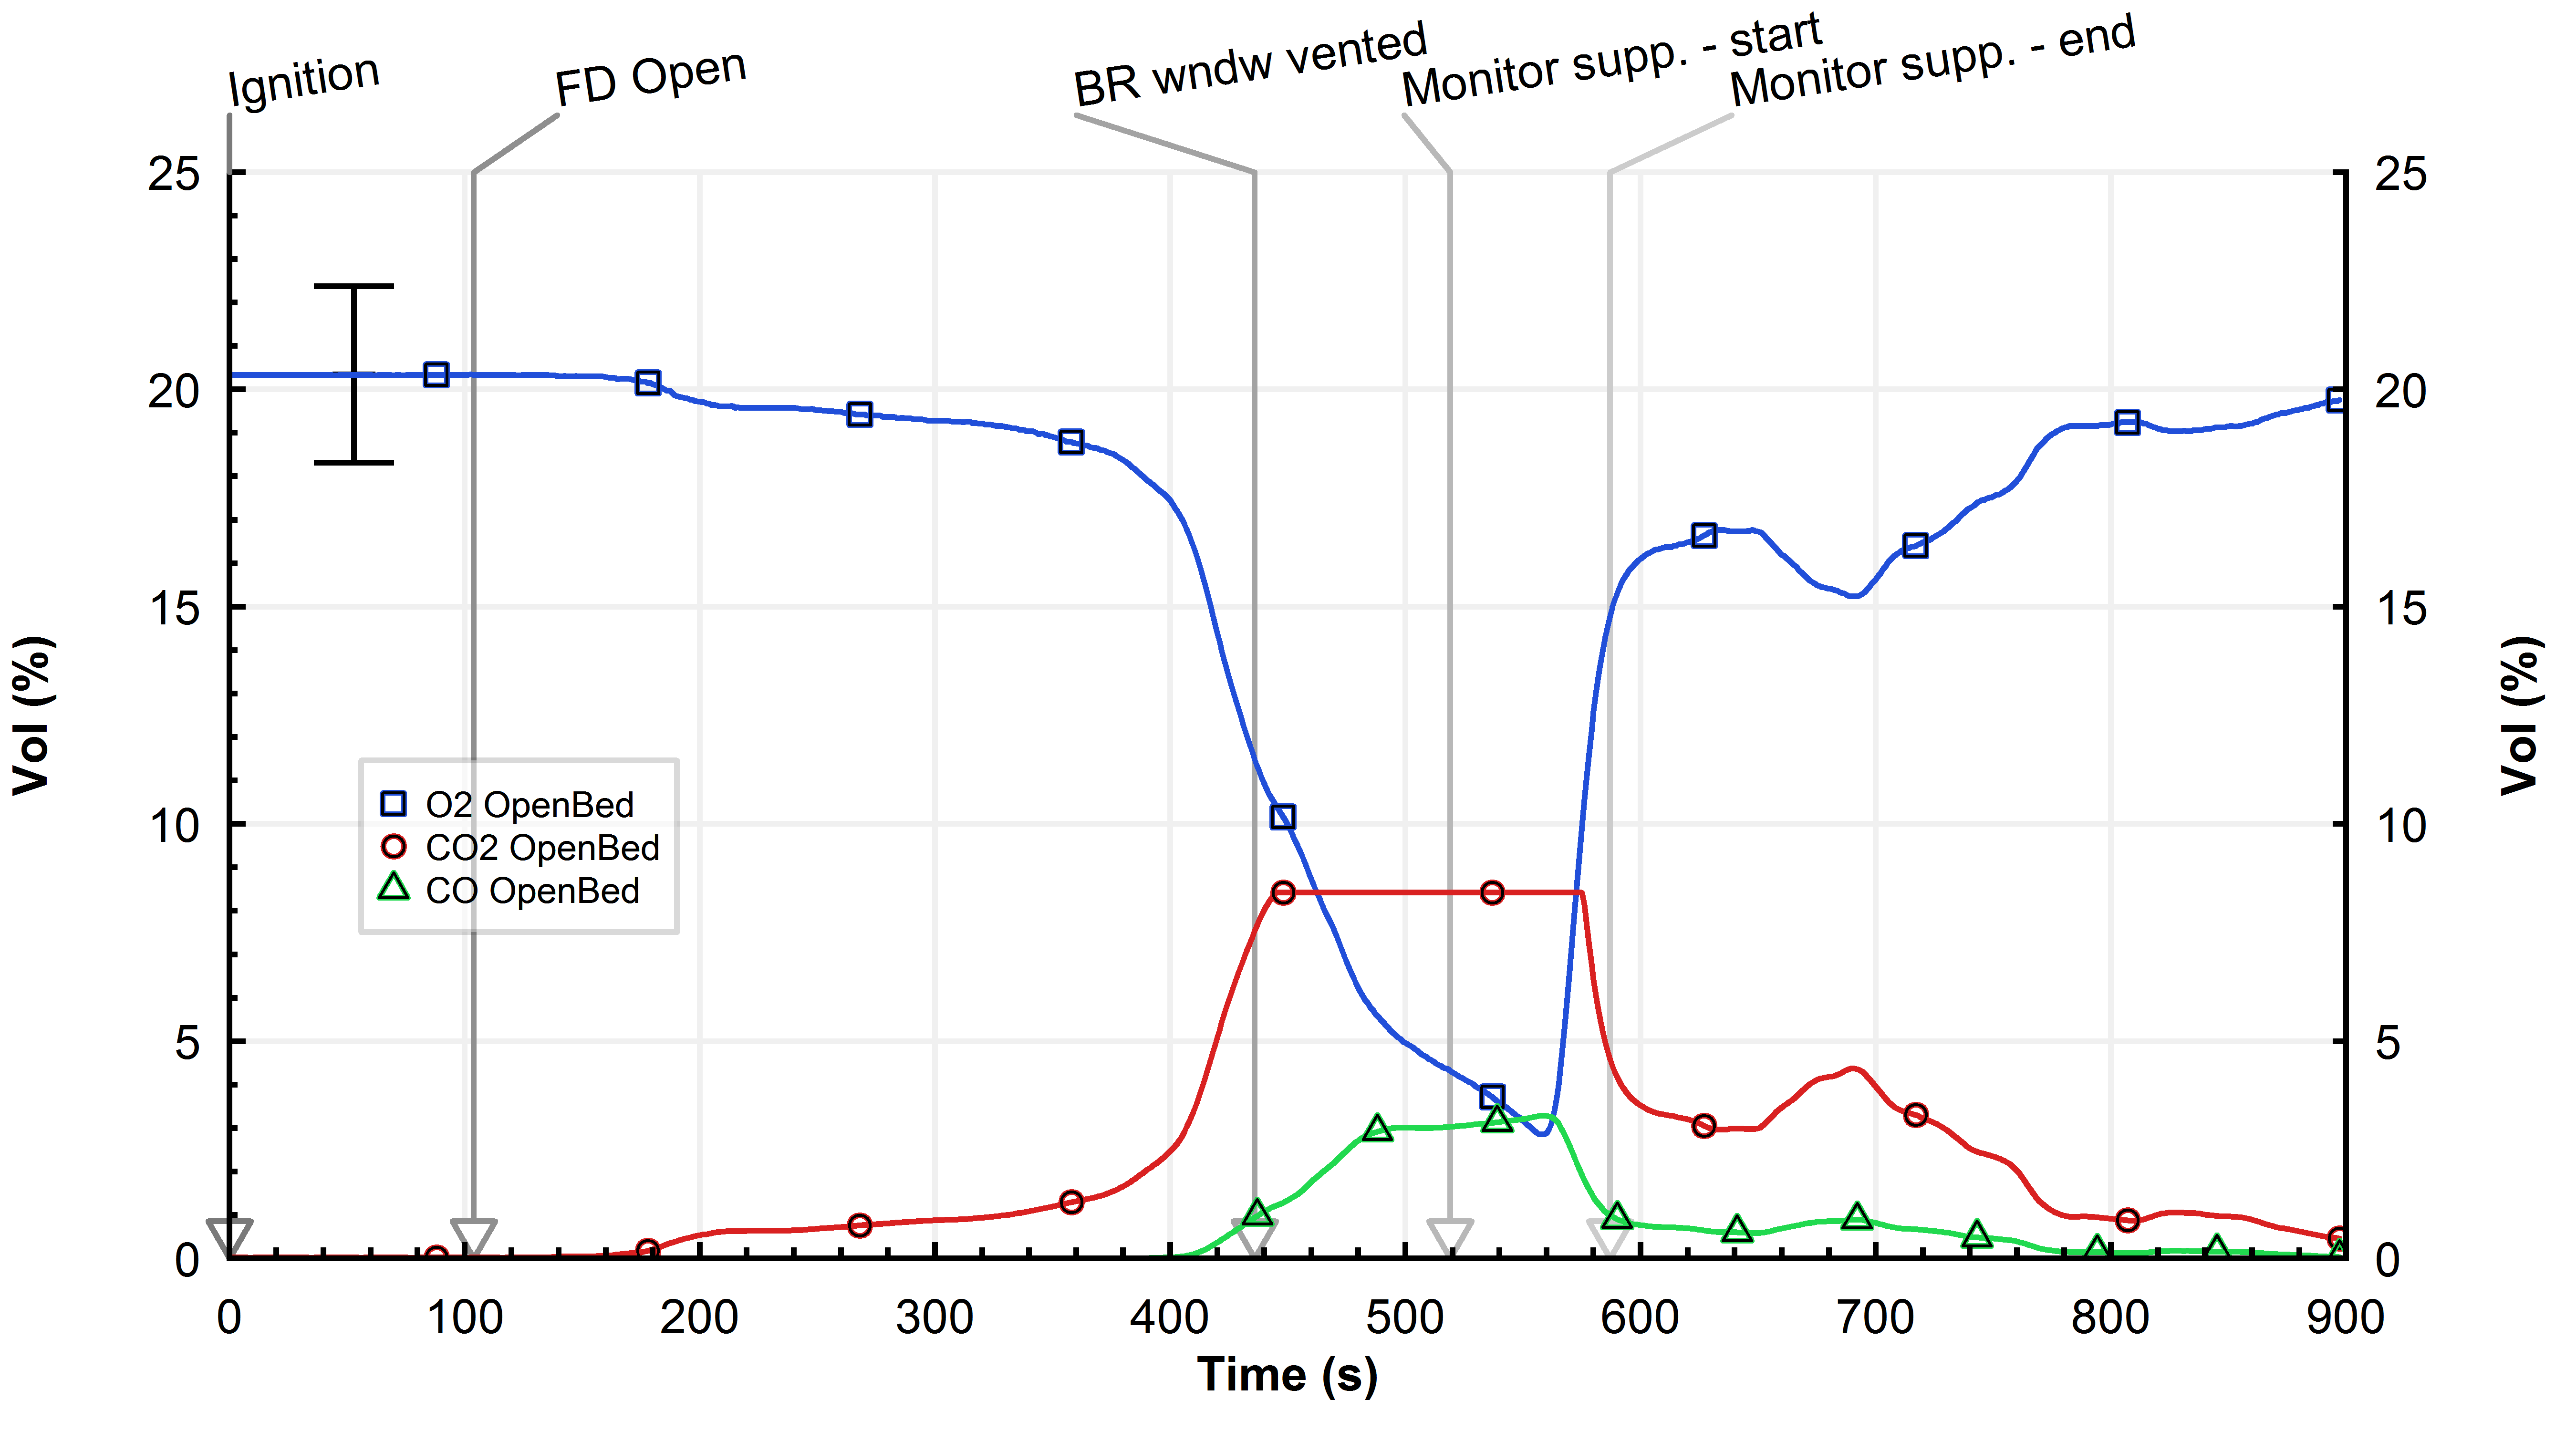 Ignition
FD Open
BR wndw vented
Monitor supp. - start
Monitor supp. - end
25
20
15
10
5
0
Vol (%)
25
20
15
10
5
0
Vol (%)
O2 OpenBed
CO2 OpenBed
CO OpenBed
0 100 200 300 400 500 600 700 800 900
Time (s)